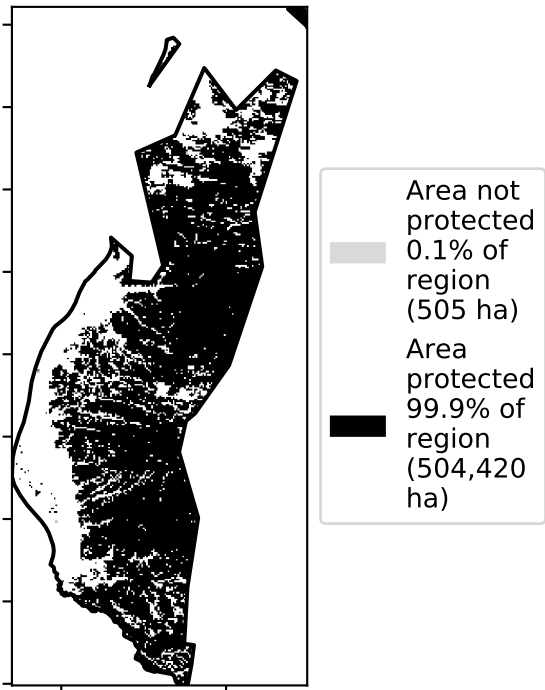 Area not
protected
0.1% of
region
(505 ha)
Area
protected
99.9% of
region
(504,420
ha)